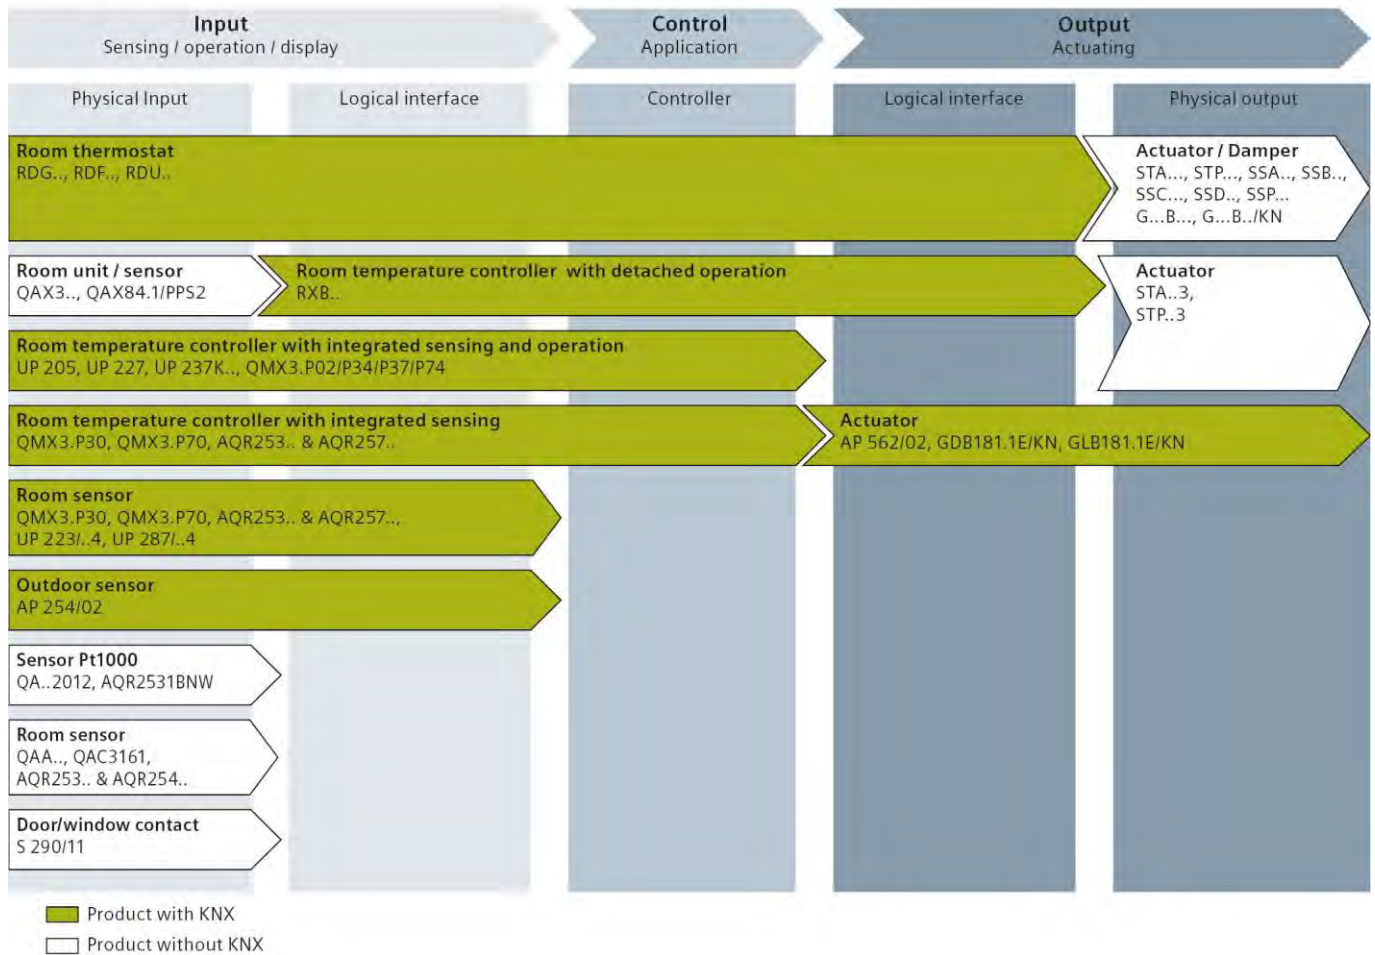 Input
Sensing / operation / display
Control
Application
Output
Actuating
Physical Input
Logical interface
Controller
Logical interface
Physical output
Room thermostat
RDG.., RDF.., RDU..
Actuator / Damper
STA..., STP..., SSA.., SSB..,
SSC..., SSD.., SSP...
G...B..., G...B../KN
Room unit / sensor
QAX3.., QAX84.1/PPS2
Room temperature controller with detached operation
RXB..
Actuator
STA..3,
STP..3
Room temperature controller with integrated sensing and operation
UP 205, UP 227, UP 237K.., QMX3.P02/P34/P37/P74
Room temperature controller with integrated sensing
QMX3.P30, QMX3.P70, AQR253.. & AQR257..
Actuator
AP 562/02, GDB181.1E/KN, GLB181.1E/KN
Room sensor
QMX3.P30, QMX3.P70, AQR253.. & AQR257..,
UP 223/..4, UP 287/..4
Outdoor sensor
AP 254/02
Sensor Pt1000
QA..2012, AQR2531BNW
Room sensor
QAA.., QAC3161,
AQR253.. & AQR254..
Door/window contact
S 290/11
Product with KNX
Product without KNX